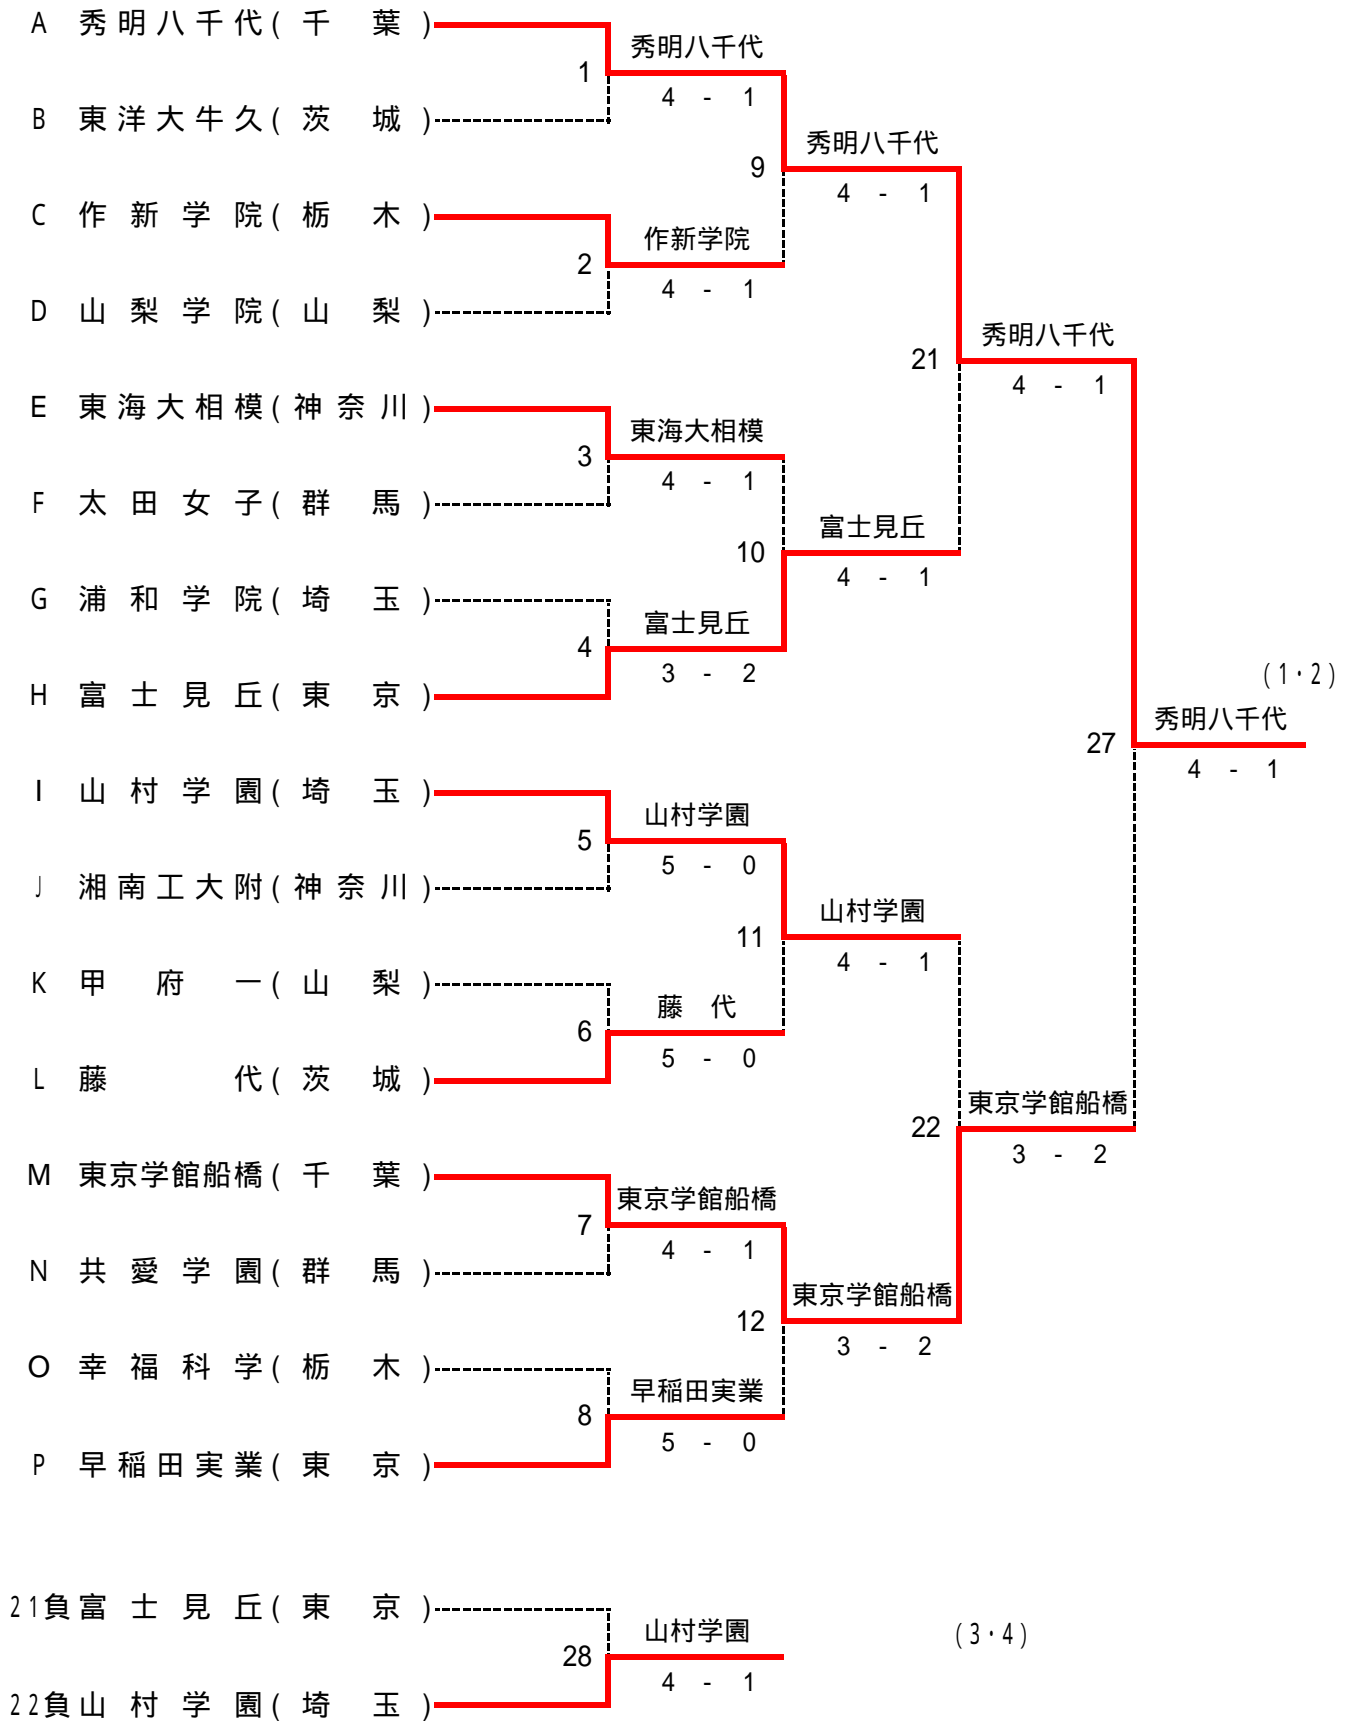 A 秀明八千代(千 葉)
秀明八千代
1
4 - 1
B 東洋大牛久(茨 城)
秀明八千代
9
4 - 1
C 作新学院(栃 木)
作新学院
2
4 - 1
D 山梨学院(山 梨)
秀明八千代
21
4 - 1
E 東海大相模(神奈川)
東海大相模
3
4 - 1
F 太田女子(群 馬)
富士見丘
10
4 - 1
G 浦和学院(埼 玉)
富士見丘
4
3 - 2
H 富士見丘(東 京)
(1・2)
秀明八千代
27
4 - 1
I 山村学園(埼 玉)
山村学園
5
5 - 0
J 湘南工大附(神奈川)
山村学園
11
4 - 1
K 甲府一(山 梨)
藤 代
6
5 - 0
L 藤代(茨 城)
東京学館船橋
22
3 - 2
M 東京学館船橋(千 葉)
東京学館船橋
7
4 - 1
N 共愛学園(群 馬)
東京学館船橋
12
3 - 2
O 幸福科学(栃 木)
早稲田実業
8
5 - 0
P 早稲田実業(東 京)
21負富士見丘(東 京)
山村学園
(3・4)
28
4 - 1
22負山村学園(埼 玉)